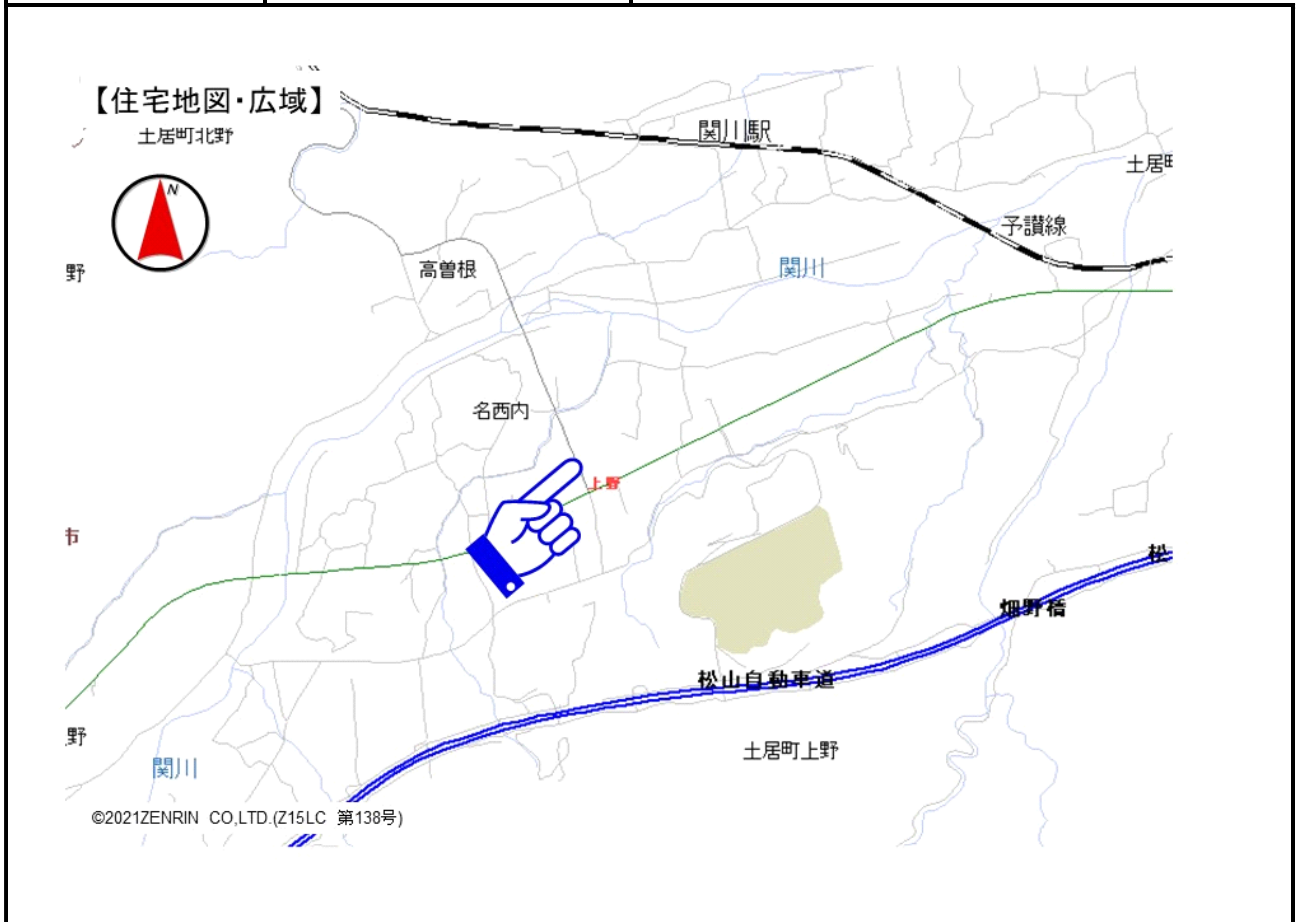 【住宅地図・広域】
土居町北野
N
関川駅
土居町
予讃線
野
高曽根
関川
名西内
上野
市
松
畑野橋
松山自動車道
野
土居町上野
関川
©2021ZENRIN CO,LTD.(Z15LC 第138号)